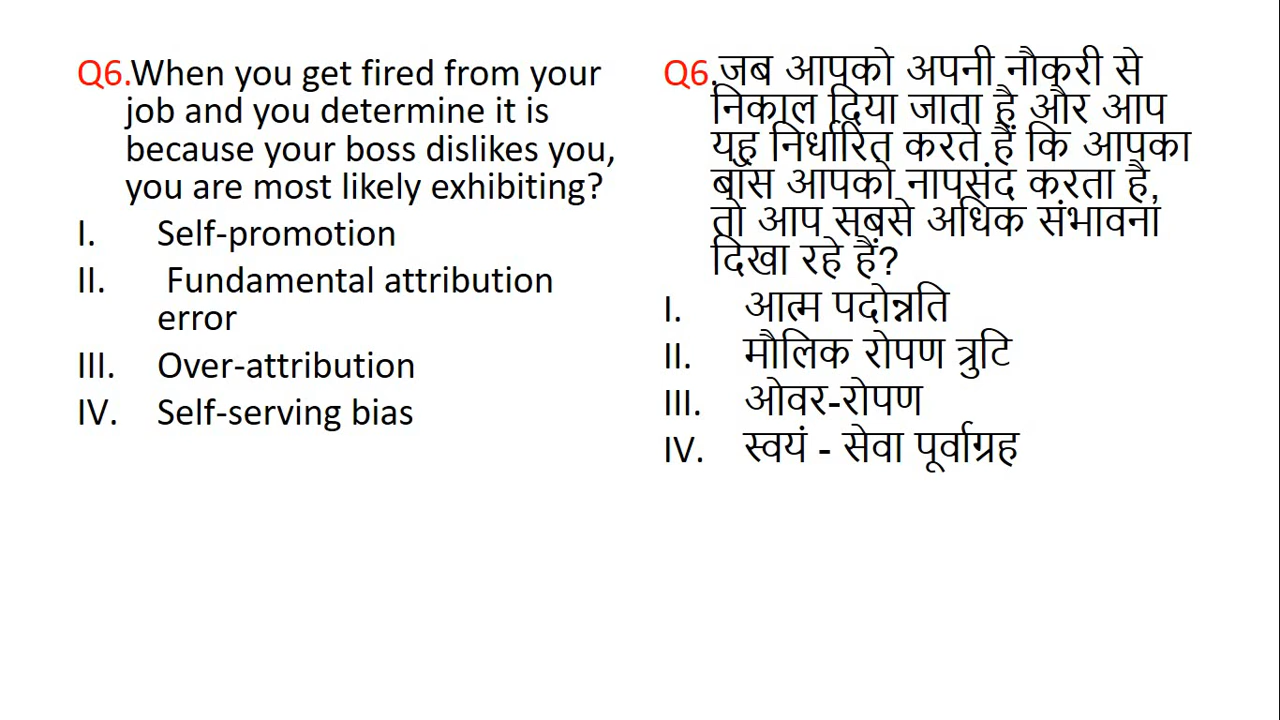 Q6.When you get fired from your
job and you determine it is
because your boss dislikes you,
you are most likely exhibiting?
I. Self-promotion
II. Fundamental attribution
error
III. Over-attribution
IV. Self-serving bias
Q6.जब आपको अपनी नौकरी से
निकाल दिया जाता है और आप
यह निर्धारित करते हैं कि आपका
बॉस आपको नापसंद करता है,
तो आप सबसे अधिक संभावना
दिखा रहे हैं?
I. आत्म पदोन्नति
II. मौलिक रोपण त्रुटि
III. ओवर-रोपण
IV. स्वयं - सेवा पूर्वाग्रह